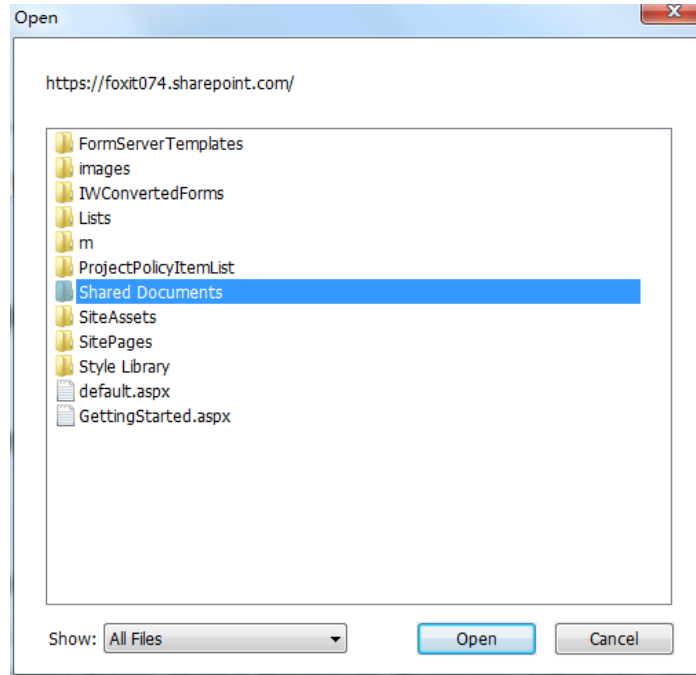 Open
https://foxit074.sharepoint.com/
FormServerTemplates
images
IWConvertedForms
Lists
m
ProjectPolicyItemList
Shared Documents
SiteAssets
SitePages
Style Library
default.aspx
GettingStarted.aspx
Show: All Files Open Cancel